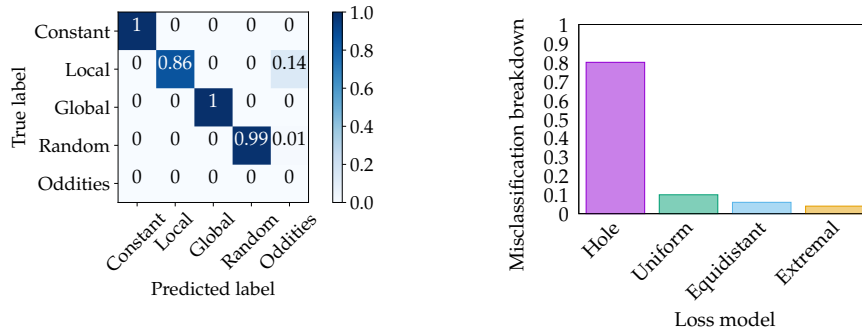 Constant 1 0 0 0 0
Local 0 0.86 0 0 0.14
Global 0 0 1 0 0
Random 0 0 0 0.99 0.01
Oddities 0 0 0 0 0
True label
Constant Local Global Random Oddities
Predicted label
1.0
0.8
0.6
0.4
0.2
0.0
Misclassification breakdown
1
0.9
0.8
0.7
0.6
0.5
0.4
0.3
0.2
0.1
0
Hole Uniform Equidistant Extremal
Loss model